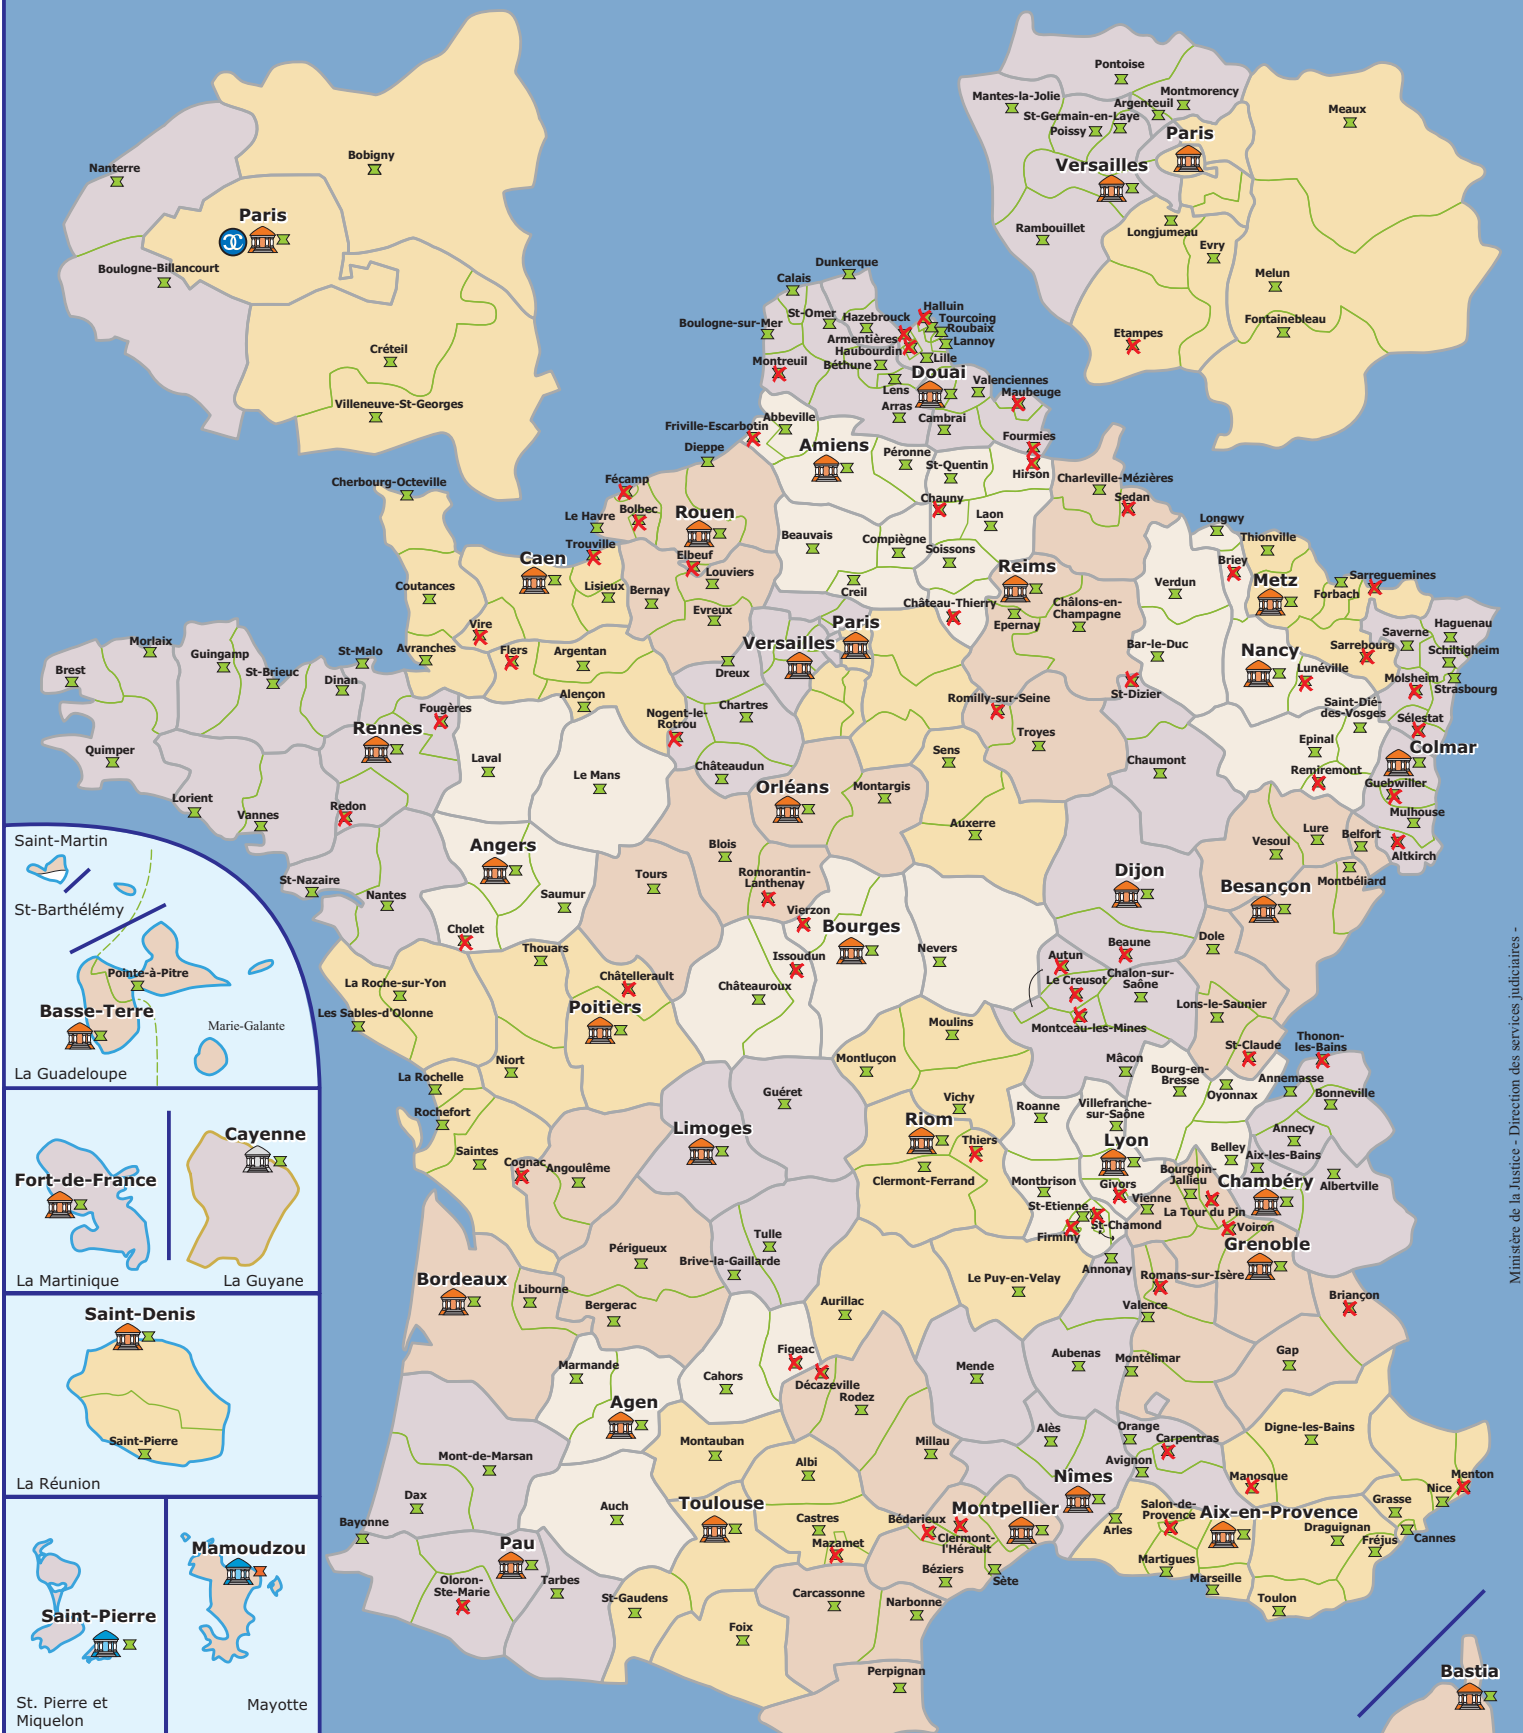 Nanterre
Bobigny
Paris
Boulogne-Billancourt
Créteil
Villeneuve-St-Georges
Pontoise
Mantes-la-Jolie
Montmorency
Argenteuil
St-Germain-en-Laye
Poissy
Paris
Versailles
Meaux
Rambouillet
Longjumeau
Evry
Melun
Fontainebleau
Etampes
Dunkerque
Calais
St-Omer
Hazebrouck
Halluin
Tourcoing
Roubaix
Lannoy
Boulogne-sur-Mer
Armentières
Haubourdin
Lille
Montreuil
Béthune
Douai
Lens
Valenciennes
Maubeuge
Arras
Cambrai
Friville-Escarbotin
Abbeville
Amiens
Fourmies
Hirson
Dieppe
Péronne
St-Quentin
Charleville-Mézières
Sedan
Cherbourg-Octeville
Fécamp
Bolbec
Le Havre
Rouen
Chauny
Laon
Trouville
Elbeuf
Louviers
Beauvais
Compiègne
Soissons
Longwy
Thionville
Caen
Coutances
Lisieux
Bernay
Evreux
Creil
Château-Thierry
Reims
Epernay
Châlons-en-
Champagne
Verdun
Briey
Metz
Forbach
Sarreguemines
Vire
Flers
Argentan
Avranches
Alençon
Versailles
Paris
Dreux
Bar-le-Duc
Nancy
Lunéville
Sarrebourg
Saverne
Haguenau
Schiltigheim
Molsheim
Strasbourg
Morlaix
Brest
Guingamp
St-Brieuc
St-Malo
Dinan
Fougères
Rennes
Quimper
Lorient
Vannes
Redon
Laval
Le Mans
Nogent-le-
Rotrou
Chartres
Châteaudun
Romilly-sur-Seine
Troyes
St-Dizier
Saint-Dié-
des-Vosges
Sélestat
Epinal
Remiremont
Colmar
Guebwiller
Mulhouse
Altkirch
Sens
Orléans
Montargis
Chaumont
Auxerre
Angers
St-Nazaire
Nantes
Saumur
Cholet
Tours
Blois
Romorantin-
Lanthenay
Vierzon
Bourges
Nevers
Vesoul
Lure
Belfort
Montbéliard
Dijon
Besançon
Dole
Beaune
Saint-Martin
St-Barthélémy
Pointe-à-Pitre
Basse-Terre
Marie-Galante
La Guadeloupe
Thouars
La Roche-sur-Yon
Les Sables-d'Olonne
Châtellerault
Poitiers
Niort
Issoudun
Châteauroux
Autun
Le Creusot
Chalon-sur-
Saône
Montceau-les-Mines
Lons-le-Saunier
St-Claude
Thonon-
les-Bains
Moulins
Montluçon
Mâcon
Bourg-en-
Bresse
Oyonnax
Annemasse
Bonneville
La Rochelle
Rochefort
Saintes
Cognac
Angoulême
Guéret
Limoges
Vichy
Riom
Thiers
Clermont-Ferrand
Roanne
Villefranche-
sur-Saône
Lyon
Annecy
Belley
Aix-les-Bains
Chambéry
Albertville
Montbrison
Givors
Bourgoin-
Jallieu
Vienne
La Tour du Pin
St-Etienne
St-Chamond
Firminy
Voiron
Grenoble
Annonay
Romans-sur-Isère
Fort-de-France
La Martinique
Cayenne
La Guyane
Périgueux
Tulle
Brive-la-Gaillarde
Bordeaux
Libourne
Bergerac
Aurillac
Le Puy-en-Velay
Valence
Briançon
Saint-Denis
Saint-Pierre
La Réunion
Marmande
Agen
Cahors
Figeac
Décazeville
Rodez
Mende
Aubenas
Montélimar
Gap
Mont-de-Marsan
Dax
Bayonne
Montauban
Albi
Millau
Alès
Orange
Carpentras
Avignon
Nîmes
Digne-les-Bains
Manosque
Menton
Nice
Auch
Toulouse
Castres
Mazamet
Bédarieux
Clermont-
l'Hérault
Montpellier
Arles
Salon-de-
Provence
Aix-en-Provence
Grasse
Draguignan
Cannes
Fréjus
Pau
Oloron-
Ste-Marie
Tarbes
St-Gaudens
Béziers
Sète
Martigues
Marseille
Toulon
Foix
Carcassonne
Narbonne
Perpignan
Saint-Pierre
St. Pierre et
Miquelon
Mamoudzou
Mayotte
Bastia
Ministère de la Justice - Direction des services judiciaires -